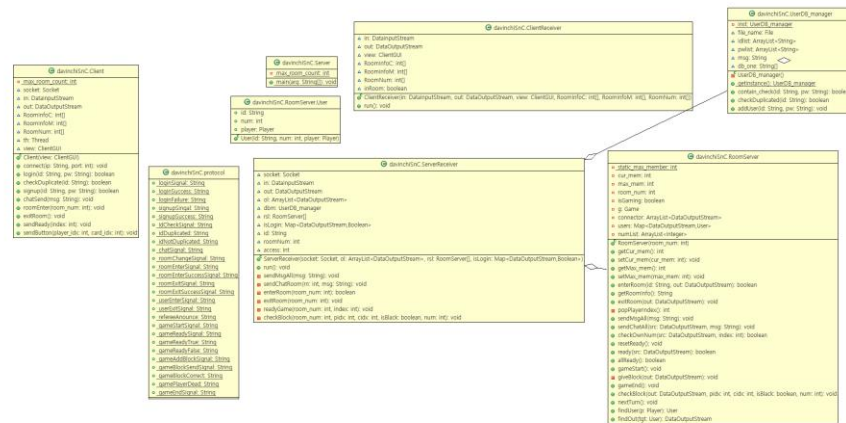 davinchiSnC.Client
max_room_count: int
socket: Socket
in: DataInputStream
out: DataOutputStream
RoominfoC: int[]
RoominfoM: int[]
RoomNum: int[]
th: Thread
view: ClientGUI
Client(view: ClientGUI)
connect(ip: String, port: int): void
login(id: String, pw: String): boolean
checkDuplicate(id: String): boolean
signup(id: String, pw: String): boolean
chatSend(msg: String): void
roomEnter(room_num: int): void
exitRoom(): void
sendReady(index: int): void
sendButton(player_idx: int, card_idx: int): void
davinchiSnC.Server
max_room_count: int
main(arg: String[]): void
davinchiSnC.RoomServer.User
id: String
num: int
player: Player
User(id: String, num: int, player: Player)
davinchiSnC.protocol
loginSignal: String
loginSuccess: String
loginFailure: String
signupSingal: String
signupSuccess: String
idCheckSignal: String
idDuplicated: String
idNotDuplicated: String
chatSignal: String
roomChangeSignal: String
roomEnterSignal: String
roomEnterSuccessSignal: String
roomExitSignal: String
roomExitSuccessSignal: String
userEnterSignal: String
userExitSignal: String
gameStartSignal: String
gameReadySignal: String
gameReadyTrue: String
gameReadyFalse: String
gameAddBlockSignal: String
gameBlockSendSignal: String
gameBlockCorrect: String
gamePlayerDead: String
gameEndSignal: String
davinchiSnC.ClientReceiver
in: DataInputStream
out: DataOutputStream
view: ClientGUI
RoominfoC: int[]
RoominfoM: int[]
RoomNum: int[]
inRoom: boolean
ClientReceiver(in: DataInputStream, out: DataOutputStream, view: ClientGUI, RoominfoC: int[], RoominfoM: int[], RoomNum: int[])
run(): void
davinchiSnC.ServerReceiver
socket: Socket
in: DataInputStream
out: DataOutputStream
ol: ArrayList<DataOutputStream>
dbm: UserDB_manager
rsl: RoomServer[]
isLogin: Map<DataOutputStream,Boolean>
id: String
roomNum: int
access: int
ServerReceiver(socket: Socket, ol: ArrayList<DataOutputStream>, rsl: RoomServer[], isLogin: Map<DataOutputStream,Boolean>)
run(): void
sendMsgAll(msg: String): void
sendChatRoom(rn: int, msg: String): void
enterRoom(room_num: int): boolean
exitRoom(room_num: int): void
readyGame(room_num: int, index: int): void
checkBlock(room_num: int, pidx: int, cidx: int, isBlack: boolean, num: int): void
davinchiSnC.UserDB_manager
inst: UserDB_manager
file_name: File
idlist: ArrayList<String>
pwlist: ArrayList<String>
msg: String
db_one: String[]
UserDB_manager()
getInstance(): UserDB_manager
contain_check(id: String, pw: String): boolean
checkDuplicated(id: String): boolean
addUser(id: String, pw: String): void
davinchiSnC.RoomServer
static_max_member: int
cur_mem: int
max_mem: int
room_num: int
isGaming: boolean
g: Game
connector: ArrayList<DataOutputStream>
users: Map<DataOutputStream,User>
numList: ArrayList<Integer>
RoomServer(room_num: int)
getCur_mem(): int
setCur_mem(cur_mem: int): void
getMax_mem(): int
setMax_mem(max_mem: int): void
enterRoom(id: String, out: DataOutputStream): boolean
getRoomInfo(): String
exitRoom(out: DataOutputStream): void
popPlayerindex(): int
sendMsgAll(msg: String): void
sendChatAll(src: DataOutputStream, msg: String): void
checkOwnNum(src: DataOutputStream, index: int): boolean
resetReady(): void
ready(src: DataOutputStream): boolean
allReady(): boolean
gameStart(): void
giveBlock(out: DataOutputStream): void
gameEnd(): void
checkBlock(out: DataOutputStream, pidx: int, cidx: int, isBlack: boolean, num: int): void
nextTurn(): void
findUser(p: Player): User
findOut(tgt: User): DataOutputStream